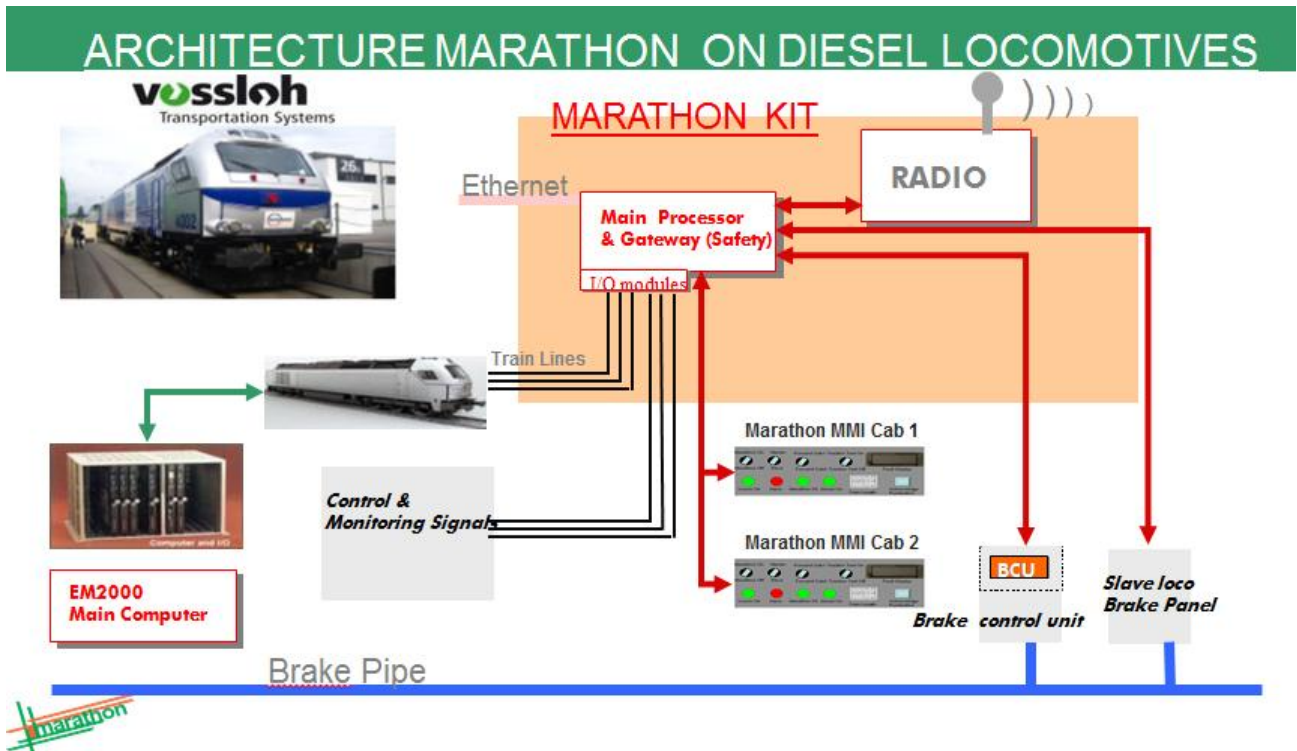 ARCHITECTURE MARATHON ON DIESEL LOCOMOTIVES
vossloh
Transportation Systems
MARATHON KIT
RADIO
Ethernet
Main Processor
& Gateway (Safety)
I/O modules
Train Lines
Marathon MMI Cab 1
Control &
Monitoring Signals
Computer and I/O
Marathon MMI Cab 2
EM2000
Main Computer
BCU
Brake control unit
Slave loco
Brake Panel
Brake Pipe
marathon